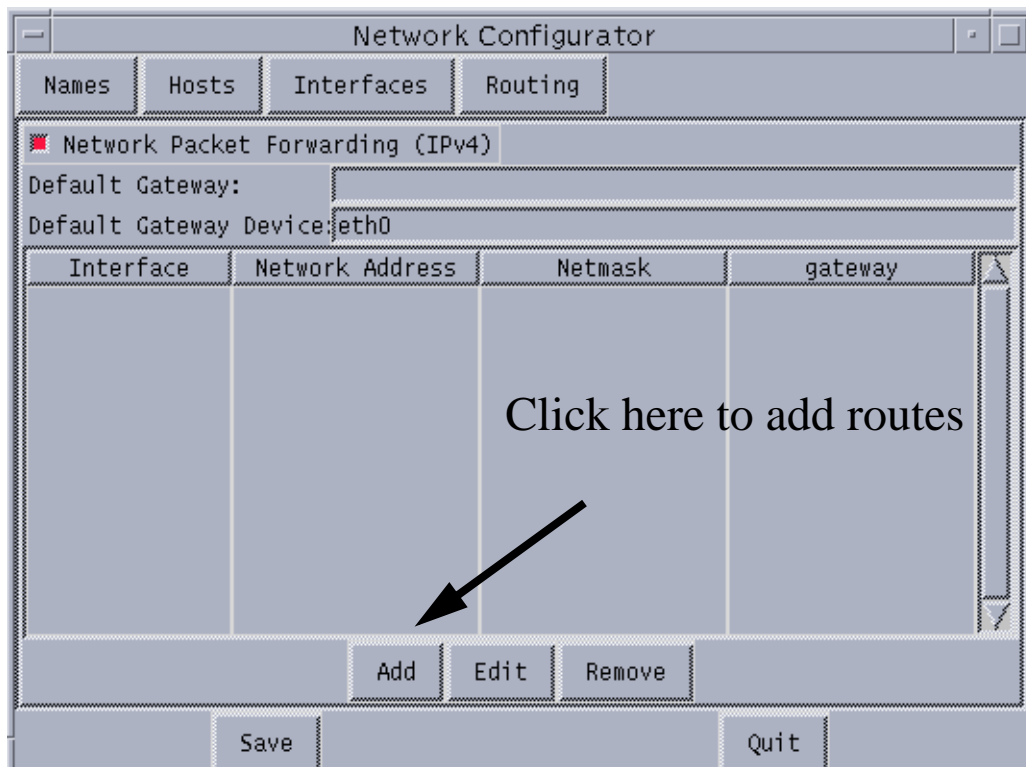 Network Configurator
Names Hosts Interfaces Routing
Network Packet Forwarding (IPv4)
Default Gateway:
Default Gateway Device:eth0
Interface Network Address Netmask gateway
Click here to add routes
Add Edit Remove
Save Quit